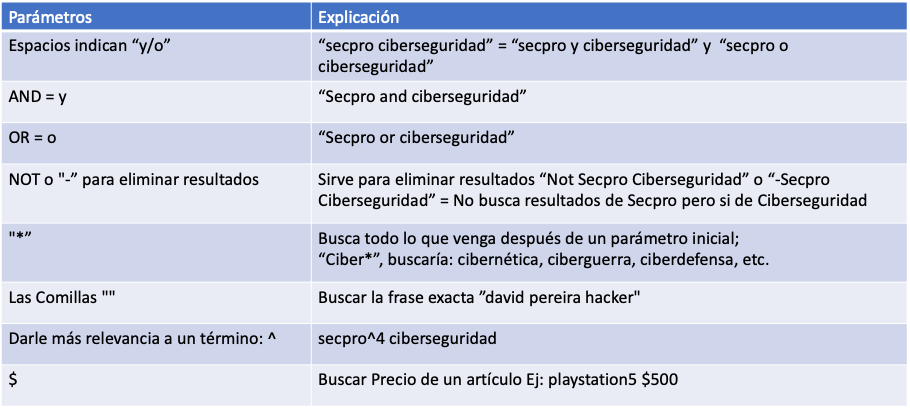 Parámetros Explicación
Espacios indican “y/o” “secpro ciberseguridad” = “secpro y ciberseguridad” y “secpro o
ciberseguridad”
AND = y “Secpro and ciberseguridad”
OR = o “Secpro or ciberseguridad”
NOT o "-” para eliminar resultados Sirve para eliminar resultados “Not Secpro Ciberseguridad” o “-Secpro
Ciberseguridad” = No busca resultados de Secpro pero si de Ciberseguridad
"*” Busca todo lo que venga después de un parámetro inicial;
“Ciber*”, buscaría: cibernética, ciberguerra, ciberdefensa, etc.
Las Comillas "" Buscar la frase exacta ”david pereira hacker"
Darle más relevancia a un término: ^ secpro^4 ciberseguridad
$ Buscar Precio de un artículo Ej: playstation5 $500